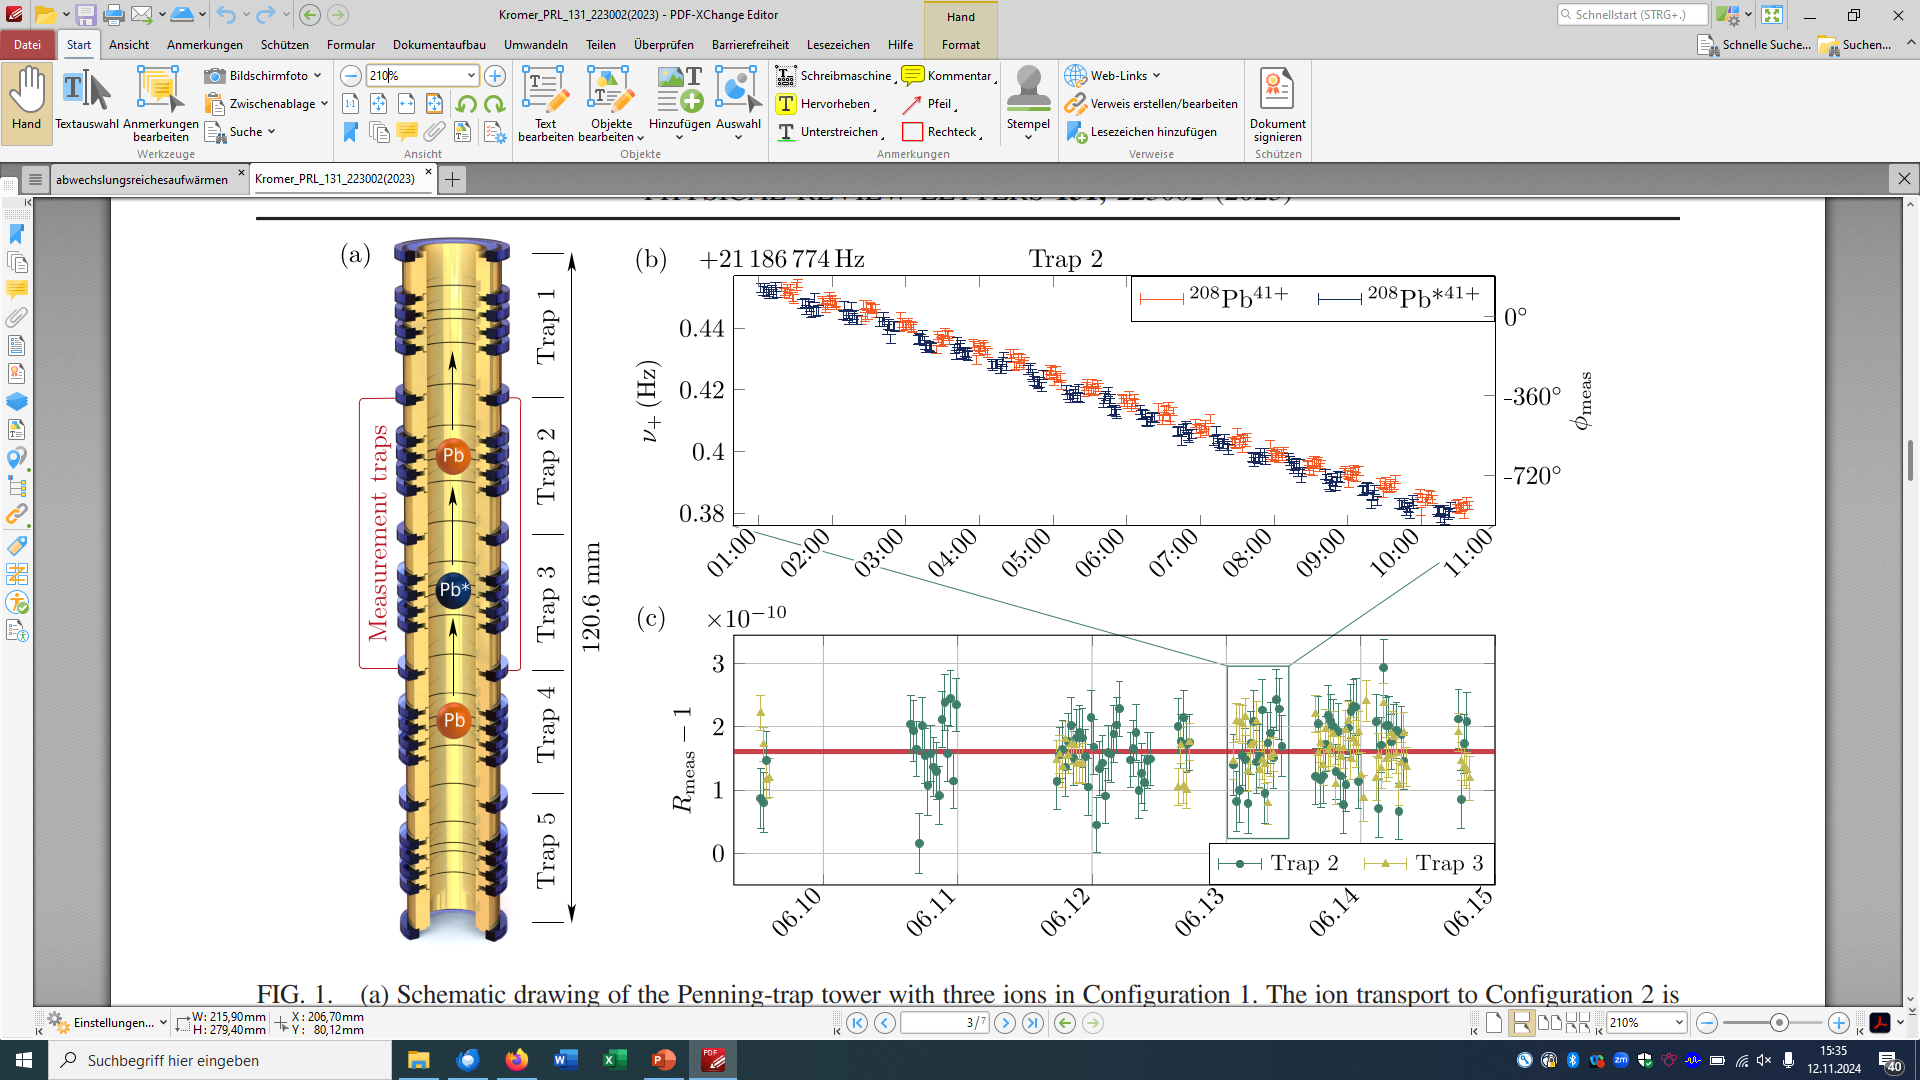 Kromer_PRL_131_223002(2023) - PDF-XChange Editor
Hand
Schnellstart (STRG+.)
Datei
Start
Ansicht
Anmerkungen
Schützen
Formular
Dokumentaufbau
Umwandeln
Teilen
Überprüfen
Barrierefreiheit
Lesezeichen
Hilfe
Format
Schnelle Suche...
Suchen...
Hand
Textauswahl
Anmerkungen bearbeiten
Bildschirmfoto
Zwischenablage
Suche
Werkzeuge
210%
Ansicht
Text bearbeiten
Objekte bearbeiten
Hinzufügen
Auswahl
Objekte
Schreibmaschine
Hervorheben
Unterstreichen
Kommentar
Pfeil
Rechteck
Anmerkungen
Stempel
Web-Links
Verweis erstellen/bearbeiten
Lesezeichen hinzufügen
Verweise
Dokument signieren
Schützen
abwechslungsreichesaufwärmen
Kromer_PRL_131_223002(2023)
PHYSICAL REVIEW LETTERS 131, 223002 (2023)
(a)
Measurement traps
Pb
Pb*
Pb
Trap 1
Trap 2
Trap 3
Trap 4
Trap 5
120.6 mm
(b)
+21 186 774 Hz
Trap 2
²⁰⁸Pb⁴¹⁺
²⁰⁸Pb*⁴¹⁺
ν₊ (Hz)
0.44
0.42
0.4
0.38
0°
-360°
-720°
ϕmeas
01:00
02:00
03:00
04:00
05:00
06:00
07:00
08:00
09:00
10:00
11:00
(c)
×10⁻¹⁰
Rmeas − 1
3
2
1
0
Trap 2
Trap 3
06.10
06.11
06.12
06.13
06.14
06.15
FIG. 1. (a) Schematic drawing of the Penning-trap tower with three ions in Configuration 1. The ion transport to Configuration 2 is
Einstellungen...
W: 215,90mm
H: 279,40mm
X: 206,70mm
Y: 80,12mm
3/7
210%
Suchbegriff hier eingeben
15:35
12.11.2024
40